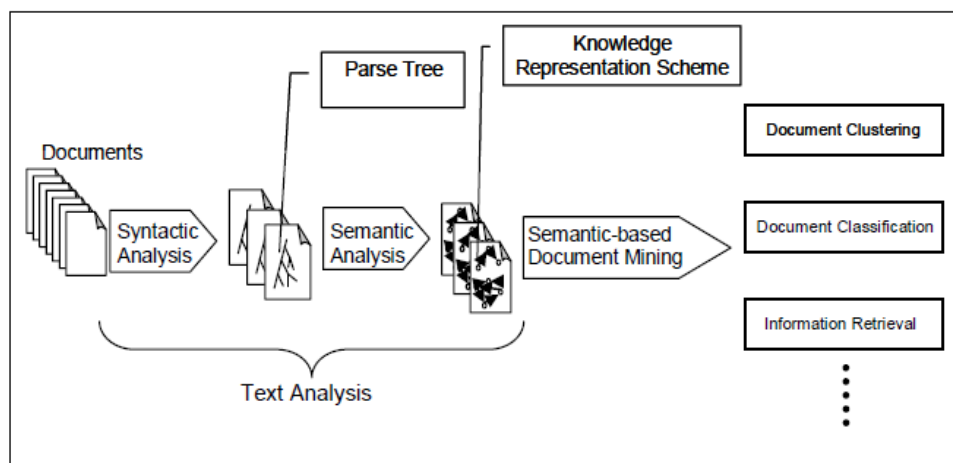 Knowledge
Representation Scheme
Parse Tree
Document Clustering
Documents
Syntactic
Analysis
Semantic
Analysis
Semantic-based
Document Mining
Document Classification
Information Retrieval
Text Analysis